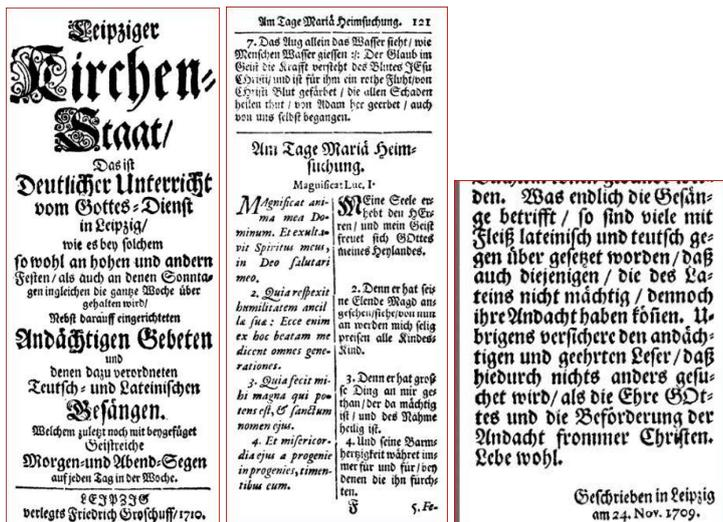 Leipziger
Kirchen-
Staat/
Das ist
Deutlicher Unterricht
vom Gottes-Dienst
in Leipzig/
wie es bey solchem
so wohl an hohen und andern
Festen/ als auch an denen Sonnta-
gen ingleichen die gantze Woche über
gehalten wird/
Nebst darauff eingerichteten
Andächtigen Gebeten
und
denen dazu verordneten
Teutsch- und Lateinischen
Gesängen.
Welchem zuletzt noch mit beygefüget
Geistreiche
Morgen-und Abend-Segen
auf jeden Tag in der Woche.
LEJPZJG
verlegts Friedrich Groschuff/1710.
Am Tage Mariä Heimsuchung. 121
7. Das Aug allein das Wasser sieht/ wie
Menschen Wasser giessen :/: Der Glaub im
Geist die Krafft versteht des Blutes JEsu
CHristi/ und ist für ihm ein rothe Fluht/von
Christi Blut gefärbet / die allen Schaden
heilen thut / von Adam her geerbet / auch
von uns selbst begangen.
Am Tage Mariä Heim-
suchung.
Magnificat Luc. I.
MAgnificat ani-
ma mea Do-
minum. Et exulta-
vit Spiritus meus,
in Deo salutari
meo.
2. Quia respexit
humilitatem ancil
læ suæ : Ecce enim
ex hoc beatam me
dicent omnes gene-
rationes.
3. Quia fecit mi-
hi magna qui po-
tens est, & sanctum
nomen ejus.
4. Et misericor-
dia ejus a progenie
in progenies, timen-
tibus eum.
MEine Seele er-
hebt den HEr-
ren / und mein Geist
freuet sich GOttes
meines Heylandes.
2. Denn er hat sei-
ne Elende Magd an-
gesehen/siehe/von nun
an werden mich selig
preisen alle Kindes-
Kind.
3. Denn er hat gros-
se Ding an mir ge-
than/ der da mächtig
ist / und des Nahme
heilig ist.
4. Und seine Barm-
hertzigkeit währet im-
mer für und für/ bey
denen die ihn fürch-
ten.
F 5. Fe-
den. Was endlich die Gesän-
ge betrifft / so sind viele mit
Fleiß lateinisch und teutsch ge-
gen über gesetzet worden/ daß
auch diejenigen / die des La-
teins nicht mächtig / dennoch
ihre Andacht haben können. U-
brigens versichere den andäch-
tigen und geehrten Leser/ daß
hiedurch nichts anders gesu-
chet wird/ als die Ehre GOt-
tes und die Beförderung der
Andacht frommer Christen.
Lebe wohl.
Geschrieben in Leipzig
am 24. Nov. 1709.